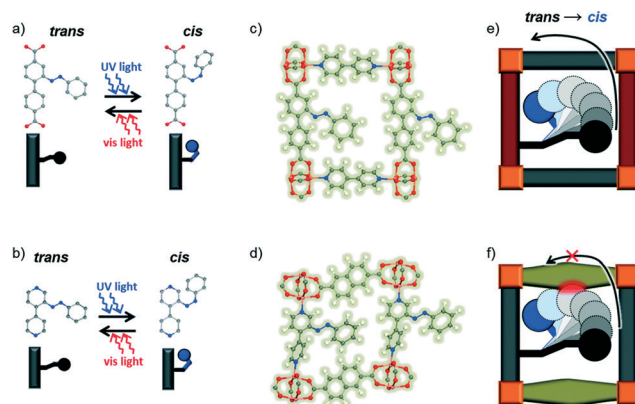 a)
trans
cis
UV light
vis light
c)
e)
trans → cis
b)
trans
cis
UV light
vis light
d)
f)